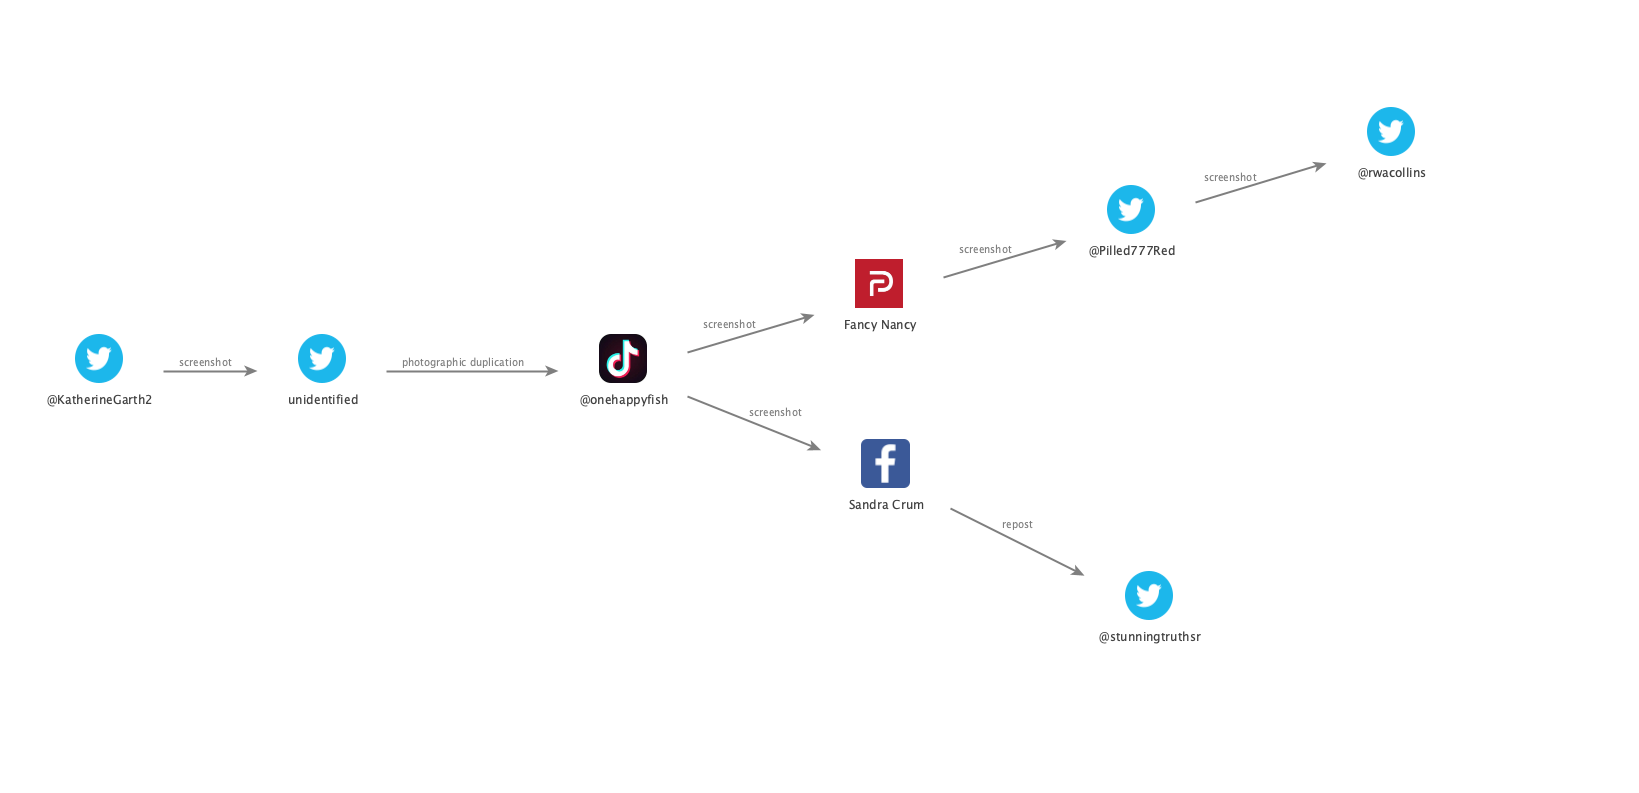 @rwacollins
screenshot
@Pilled777Red
screenshot
Fancy Nancy
screenshot
@KatherineGarth2
screenshot
unidentified
photographic duplication
@onehappyfish
screenshot
Sandra Crum
repost
@stunningtruthsr